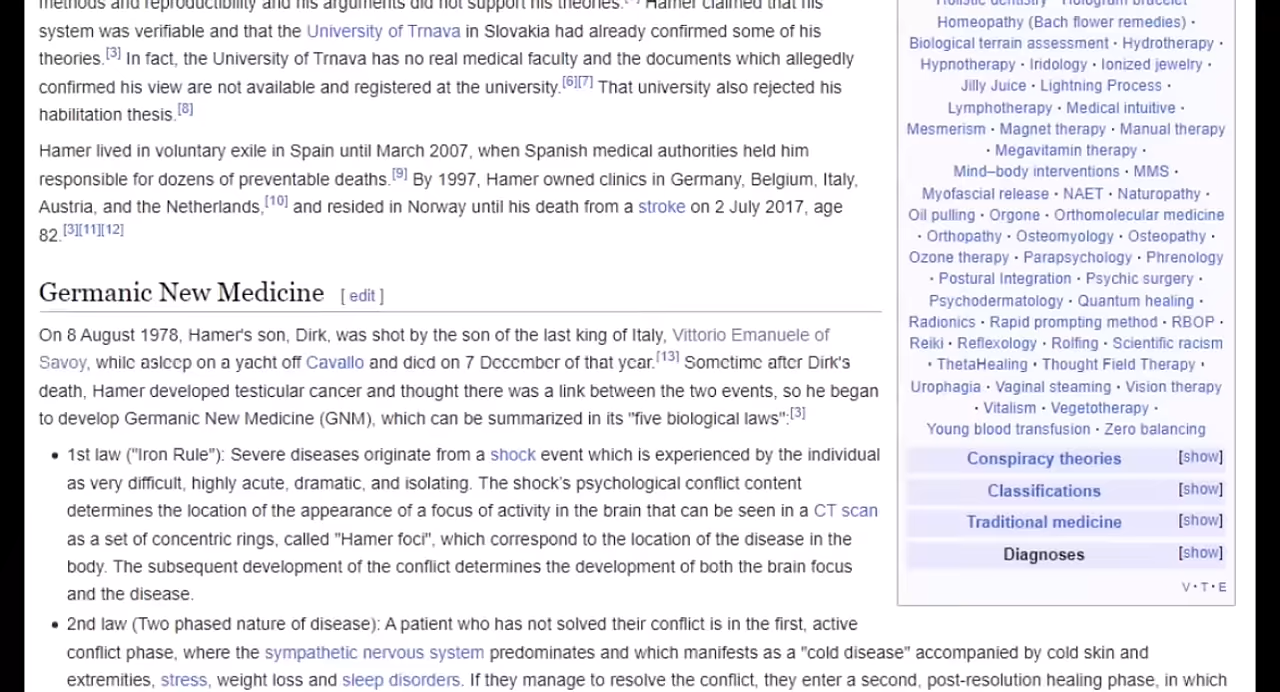 methods and reproducibility and his arguments did not support his theories. Hamer claimed that his
system was verifiable and that the University of Trnava in Slovakia had already confirmed some of his
theories.[3] In fact, the University of Trnava has no real medical faculty and the documents which allegedly
confirmed his view are not available and registered at the university.[6][7] That university also rejected his
habilitation thesis.[8]
Hamer lived in voluntary exile in Spain until March 2007, when Spanish medical authorities held him
responsible for dozens of preventable deaths.[9] By 1997, Hamer owned clinics in Germany, Belgium, Italy,
Austria, and the Netherlands,[10] and resided in Norway until his death from a stroke on 2 July 2017, age
82.[3][11][12]
Germanic New Medicine [ edit ]
On 8 August 1978, Hamer's son, Dirk, was shot by the son of the last king of Italy, Vittorio Emanuele of
Savoy, while asleep on a yacht off Cavallo and died on 7 December of that year.[13] Sometime after Dirk's
death, Hamer developed testicular cancer and thought there was a link between the two events, so he began
to develop Germanic New Medicine (GNM), which can be summarized in its "five biological laws":[3]
• 1st law ("Iron Rule"): Severe diseases originate from a shock event which is experienced by the individual
as very difficult, highly acute, dramatic, and isolating. The shock's psychological conflict content
determines the location of the appearance of a focus of activity in the brain that can be seen in a CT scan
as a set of concentric rings, called "Hamer foci", which correspond to the location of the disease in the
body. The subsequent development of the conflict determines the development of both the brain focus
and the disease.
• 2nd law (Two phased nature of disease): A patient who has not solved their conflict is in the first, active
conflict phase, where the sympathetic nervous system predominates and which manifests as a "cold disease" accompanied by cold skin and
extremities, stress, weight loss and sleep disorders. If they manage to resolve the conflict, they enter a second, post-resolution healing phase, in which
Holistic dentistry · Hologram bracelet
Homeopathy (Bach flower remedies) ·
Biological terrain assessment · Hydrotherapy ·
Hypnotherapy · Iridology · Ionized jewelry ·
Jilly Juice · Lightning Process ·
Lymphotherapy · Medical intuitive ·
Mesmerism · Magnet therapy · Manual therapy
· Megavitamin therapy ·
Mind–body interventions · MMS ·
Myofascial release · NAET · Naturopathy ·
Oil pulling · Orgone · Orthomolecular medicine
· Orthopathy · Osteomyology · Osteopathy ·
Ozone therapy · Parapsychology · Phrenology
· Postural Integration · Psychic surgery ·
Psychodermatology · Quantum healing ·
Radionics · Rapid prompting method · RBOP ·
Reiki · Reflexology · Rolfing · Scientific racism
· ThetaHealing · Thought Field Therapy ·
Urophagia · Vaginal steaming · Vision therapy
· Vitalism · Vegetotherapy ·
Young blood transfusion · Zero balancing
Conspiracy theories [show]
Classifications [show]
Traditional medicine [show]
Diagnoses [show]
V · T · E